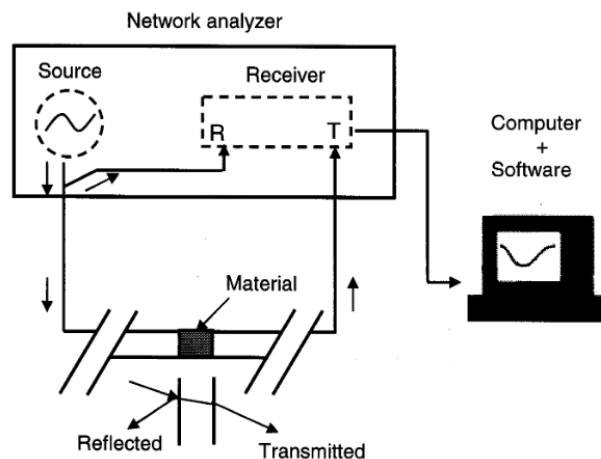 Network analyzer
Source
Receiver
R
T
Computer
+
Software
Material
Reflected
Transmitted